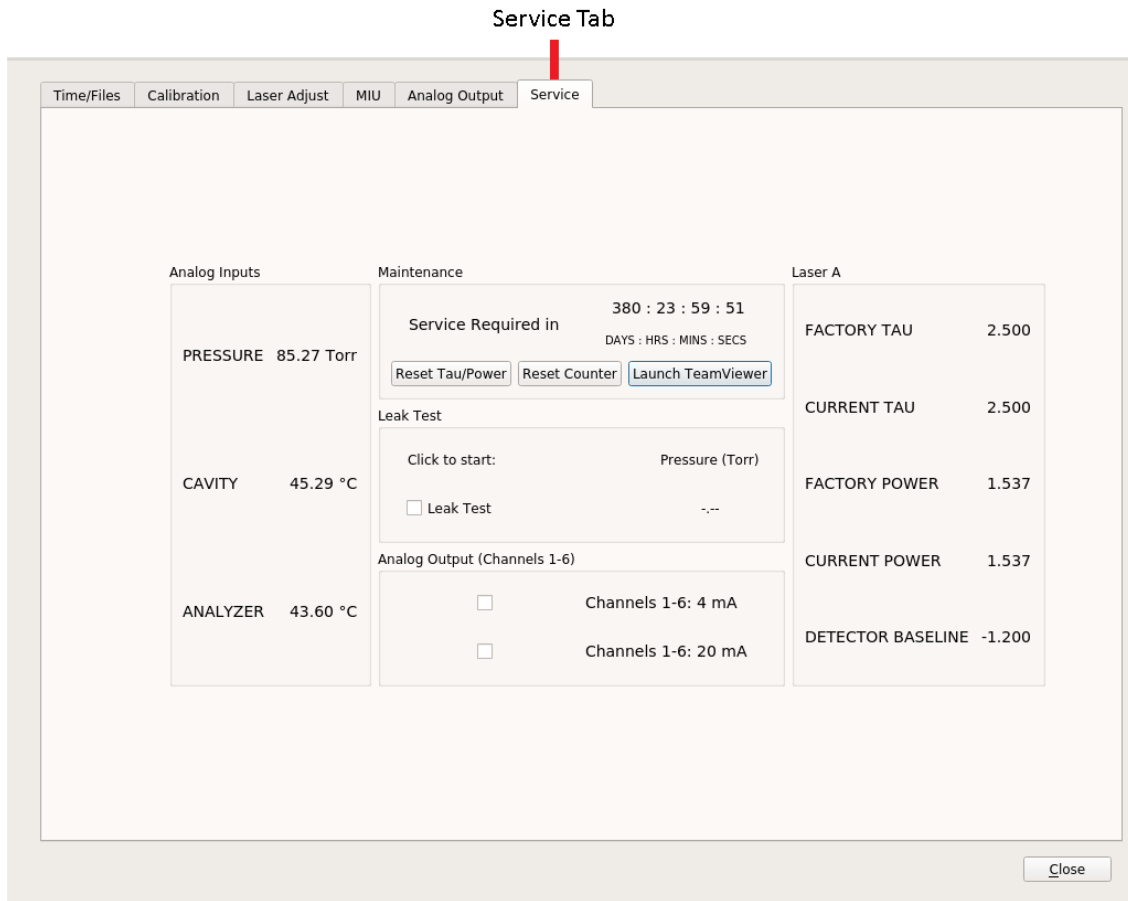 Service Tab
Time/Files Calibration Laser Adjust MIU Analog Output Service
Analog Inputs
PRESSURE 85.27 Torr
CAVITY 45.29 °C
ANALYZER 43.60 °C
Maintenance
Service Required in 380 : 23 : 59 : 51
DAYS : HRS : MINS : SECS
Reset Tau/Power Reset Counter Launch TeamViewer
Leak Test
Click to start: Pressure (Torr)
Leak Test -.--
Analog Output (Channels 1-6)
Channels 1-6: 4 mA
Channels 1-6: 20 mA
Laser A
FACTORY TAU 2.500
CURRENT TAU 2.500
FACTORY POWER 1.537
CURRENT POWER 1.537
DETECTOR BASELINE -1.200
Close